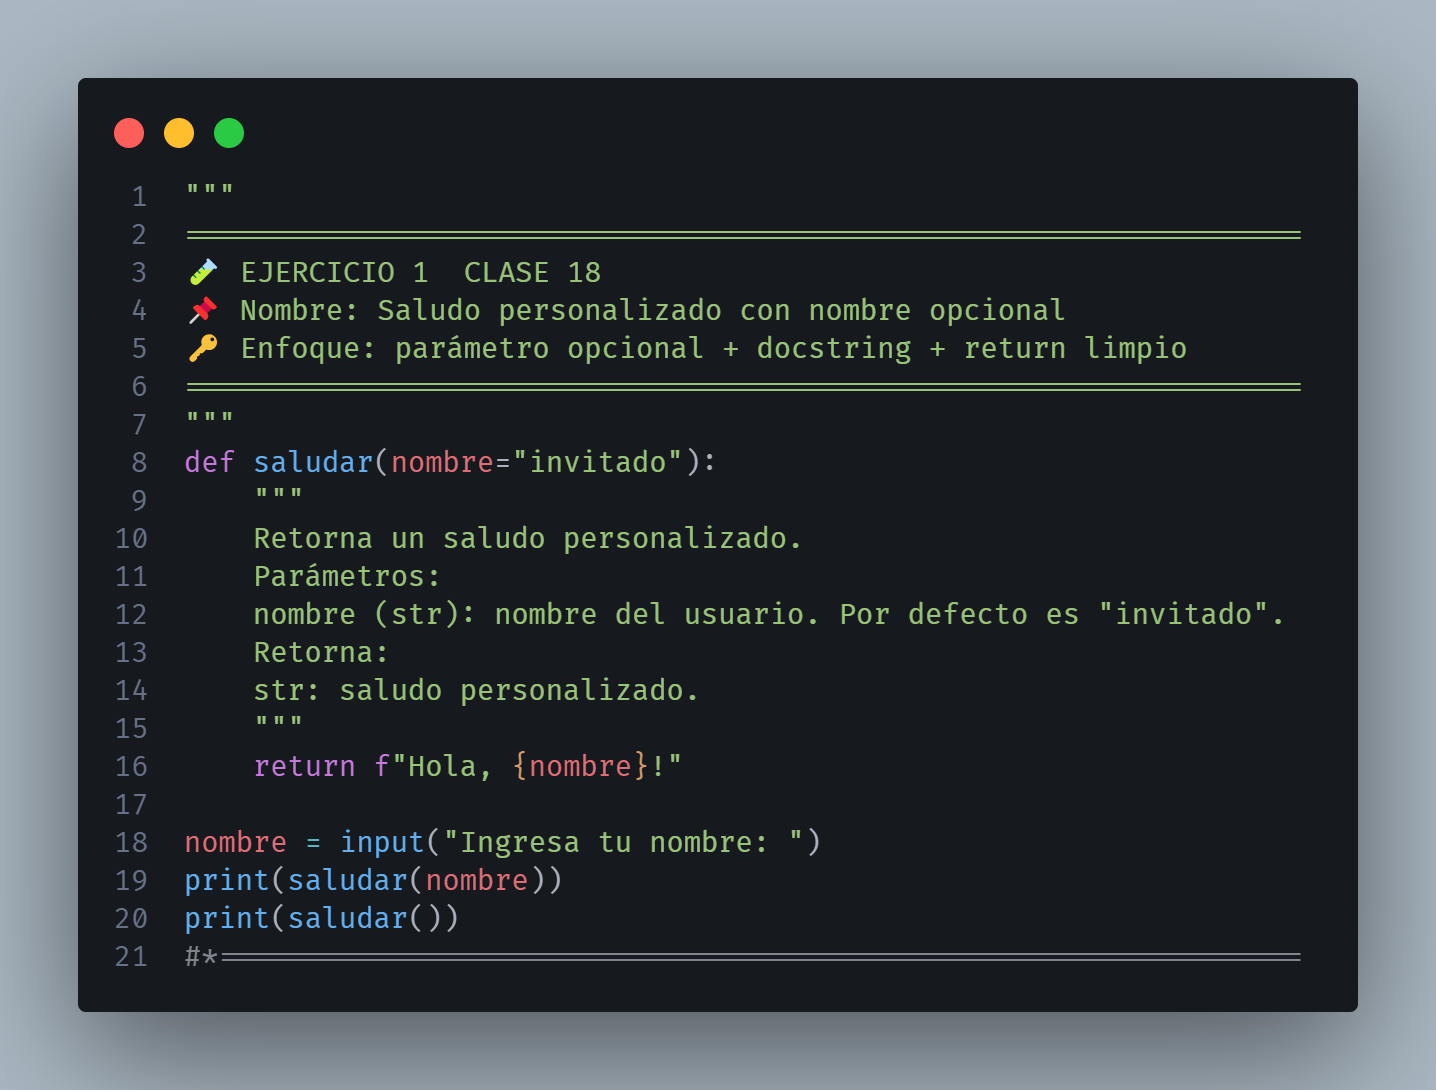 1 """
2 =================================================================
3 🧪 EJERCICIO 1  CLASE 18
4 📌 Nombre: Saludo personalizado con nombre opcional
5 🔑 Enfoque: parámetro opcional + docstring + return limpio
6 =================================================================
7 """
8 def saludar(nombre="invitado"):
9     """
10     Retorna un saludo personalizado.
11     Parámetros:
12     nombre (str): nombre del usuario. Por defecto es "invitado".
13     Retorna:
14     str: saludo personalizado.
15     """
16     return f"Hola, {nombre}!"
17
18 nombre = input("Ingresa tu nombre: ")
19 print(saludar(nombre))
20 print(saludar())
21 #*===============================================================